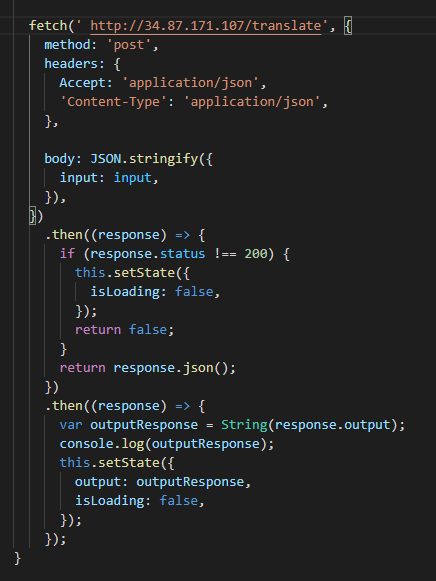 fetch(' http://34.87.171.107/translate', {
  method: 'post',
  headers: {
    Accept: 'application/json',
    'Content-Type': 'application/json',
  },

  body: JSON.stringify({
    input: input,
  }),
})
  .then((response) => {
    if (response.status !== 200) {
      this.setState({
        isLoading: false,
      });
      return false;
    }
    return response.json();
  })
  .then((response) => {
    var outputResponse = String(response.output);
    console.log(outputResponse);
    this.setState({
      output: outputResponse,
      isLoading: false,
    });
  });
}